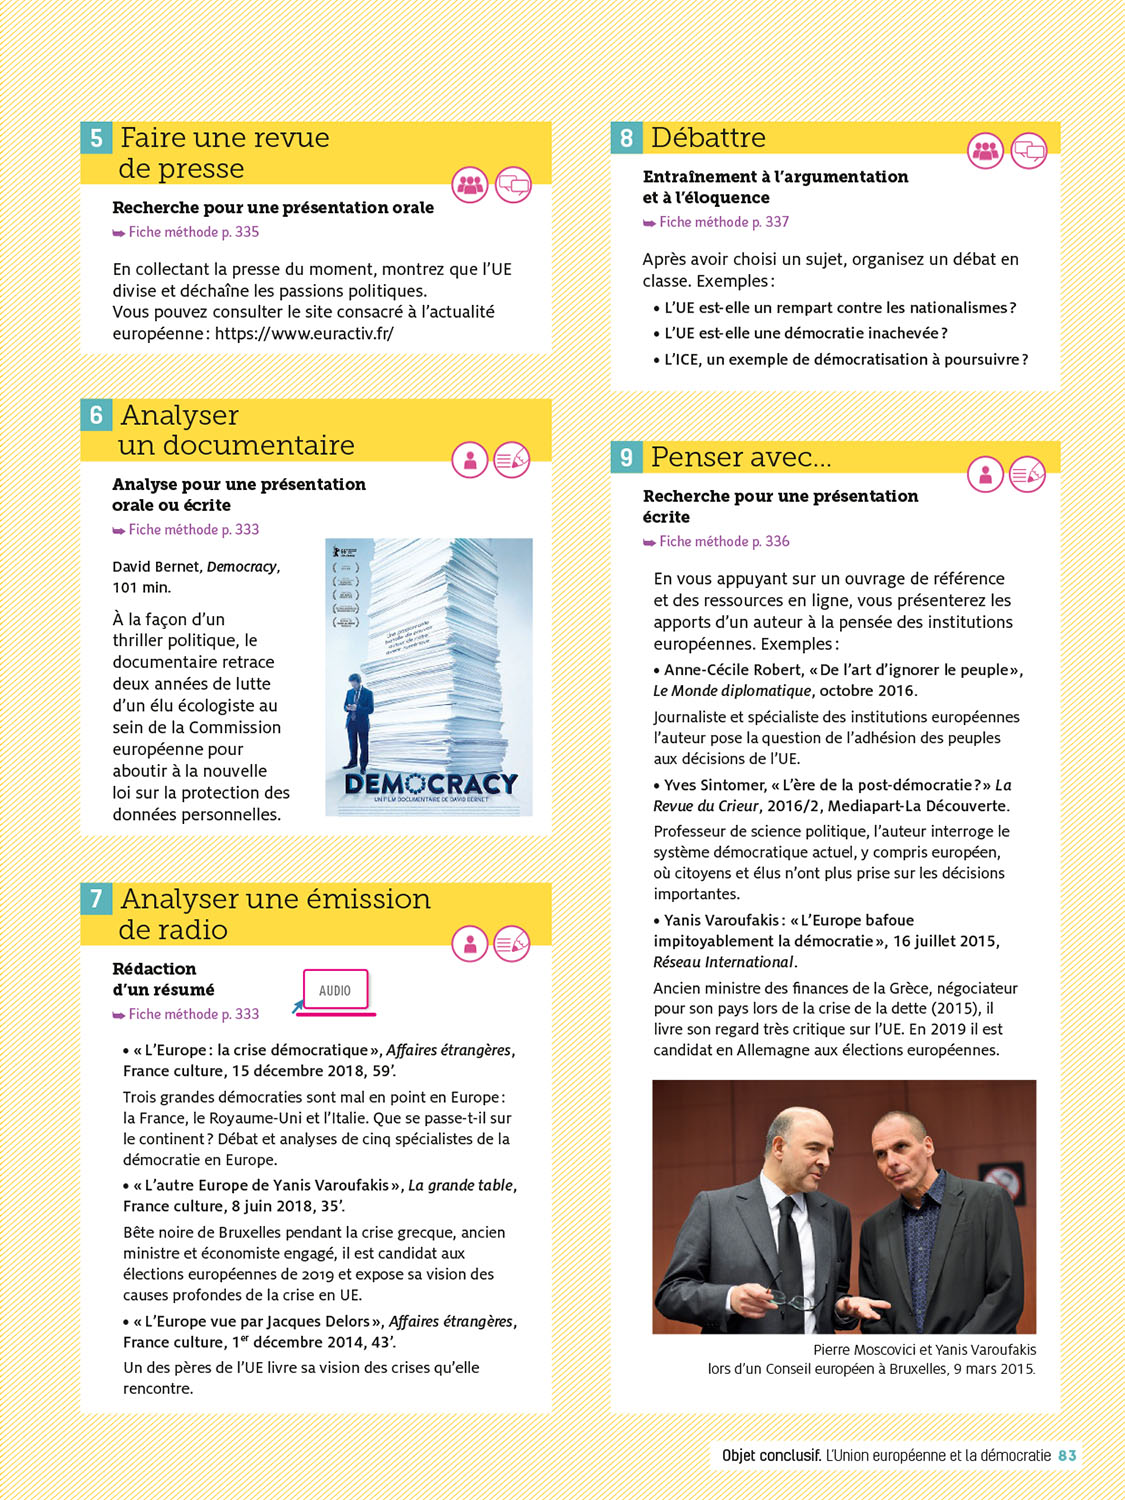 5 Faire une revue
de presse
Recherche pour une présentation orale
➥ Fiche méthode p. 335
En collectant la presse du moment, montrez que l'UE
divise et déchaîne les passions politiques.
Vous pouvez consulter le site consacré à l'actualité
européenne : https://www.euractiv.fr/
6 Analyser
un documentaire
Analyse pour une présentation
orale ou écrite
➥ Fiche méthode p. 333
David Bernet, Democracy,
101 min.
À la façon d'un
thriller politique, le
documentaire retrace
deux années de lutte
d'un élu écologiste au
sein de la Commission
européenne pour
aboutir à la nouvelle
loi sur la protection des
données personnelles.
Une passionnante
bataille de pouvoir
autour de notre
avenir numérique
DEMOCRACY
UN FILM DOCUMENTAIRE DE DAVID BERNET
7 Analyser une émission
de radio
Rédaction
d'un résumé
➥ Fiche méthode p. 333
AUDIO
• « L'Europe : la crise démocratique », Affaires étrangères,
France culture, 15 décembre 2018, 59'.
Trois grandes démocraties sont mal en point en Europe :
la France, le Royaume-Uni et l'Italie. Que se passe-t-il sur
le continent ? Débat et analyses de cinq spécialistes de la
démocratie en Europe.
• « L'autre Europe de Yanis Varoufakis », La grande table,
France culture, 8 juin 2018, 35'.
Bête noire de Bruxelles pendant la crise grecque, ancien
ministre et économiste engagé, il est candidat aux
élections européennes de 2019 et expose sa vision des
causes profondes de la crise en UE.
• « L'Europe vue par Jacques Delors », Affaires étrangères,
France culture, 1er décembre 2014, 43'.
Un des pères de l'UE livre sa vision des crises qu'elle
rencontre.
8 Débattre
Entraînement à l'argumentation
et à l'éloquence
➥ Fiche méthode p. 337
Après avoir choisi un sujet, organisez un débat en
classe. Exemples :
• L'UE est-elle un rempart contre les nationalismes ?
• L'UE est-elle une démocratie inachevée ?
• L'ICE, un exemple de démocratisation à poursuivre ?
9 Penser avec...
Recherche pour une présentation
écrite
➥ Fiche méthode p. 336
En vous appuyant sur un ouvrage de référence
et des ressources en ligne, vous présenterez les
apports d'un auteur à la pensée des institutions
européennes. Exemples :
• Anne-Cécile Robert, « De l'art d'ignorer le peuple »,
Le Monde diplomatique, octobre 2016.
Journaliste et spécialiste des institutions européennes
l'auteur pose la question de l'adhésion des peuples
aux décisions de l'UE.
• Yves Sintomer, « L'ère de la post-démocratie ? » La
Revue du Crieur, 2016/2, Mediapart-La Découverte.
Professeur de science politique, l'auteur interroge le
système démocratique actuel, y compris européen,
où citoyens et élus n'ont plus prise sur les décisions
importantes.
• Yanis Varoufakis : « L'Europe bafoue
impitoyablement la démocratie », 16 juillet 2015,
Réseau International.
Ancien ministre des finances de la Grèce, négociateur
pour son pays lors de la crise de la dette (2015), il
livre son regard très critique sur l'UE. En 2019 il est
candidat en Allemagne aux élections européennes.
Pierre Moscovici et Yanis Varoufakis
lors d'un Conseil européen à Bruxelles, 9 mars 2015.
Objet conclusif. L'Union européenne et la démocratie 83